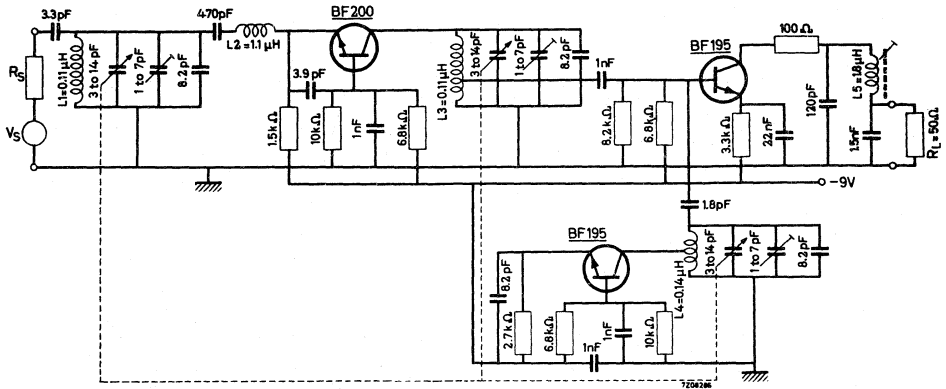 3.3pF
470pF
BF200
L2=1.1μH
RS
VS
L1=0.11μH
3 to 14pF
1 to 7pF
8.2pF
3.9pF
1.5kΩ
10kΩ
1nF
6.8kΩ
L3=0.11μH
3 to 14pF
1 to 7pF
8.2pF
1nF
8.2kΩ
6.8kΩ
BF195
100Ω
3.3kΩ
22nF
120pF
L5=1.8μH
1.5nF
RL=50Ω
-9V
1.8pF
BF195
8.2pF
2.7kΩ
6.8kΩ
1nF
1nF
10kΩ
L4=0.14μH
3 to 14pF
1 to 7pF
8.2pF
7Z08286